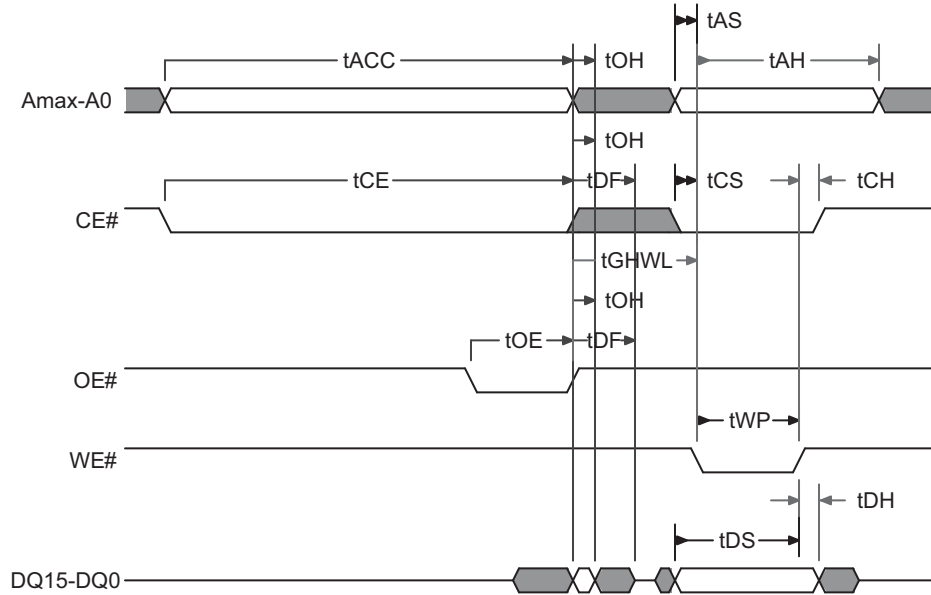 tAS
tACC tOH tAH
Amax-A0
tOH
tCE tDF tCS tCH
CE#
tGHWL
tOH
tOE tDF
OE#
tWP
WE#
tDH
tDS
DQ15-DQ0